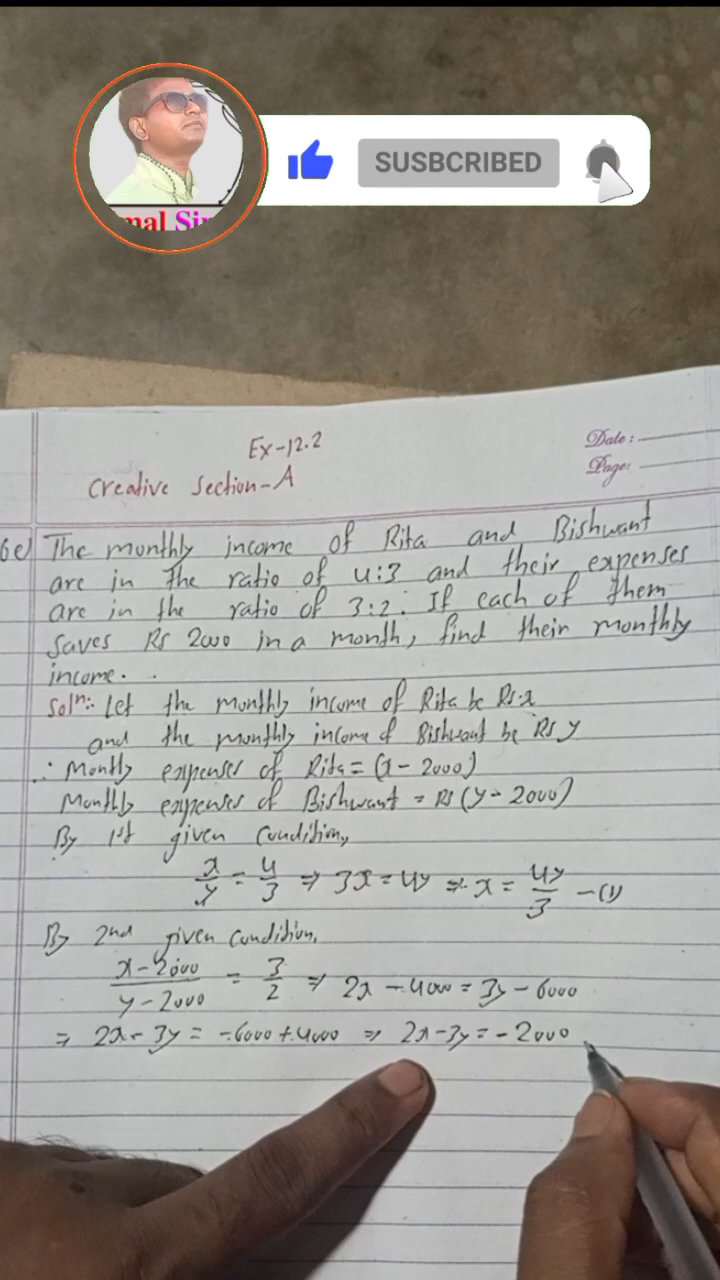 mal Sin
SUSBCRIBED
Ex-12.2
Date:
Page:
Creative Section-A
6e) The monthly income of Rita and Bishwant
are in the ratio of 4:3 and their expenses
are in the ratio of 3:2. If each of them
saves Rs 2000 in a month, find their monthly
income.
Soln: Let the monthly income of Rita be Rs.x
and the monthly income of Bishwant be Rs y
∴ Montly expenses of Rita = (x - 2000)
Monthly expenses of Bishwant = Rs (y - 2000)
By 1st given condition,
x/y = 4/3 ⇒ 3x = 4y ⇒ x = 4y/3 - (1)
By 2nd given condition,
x - 2000 / y - 2000 = 3/2 ⇒ 2x - 4000 = 3y - 6000
⇒ 2x - 3y = -6000 + 4000 ⇒ 2x - 3y = - 2000